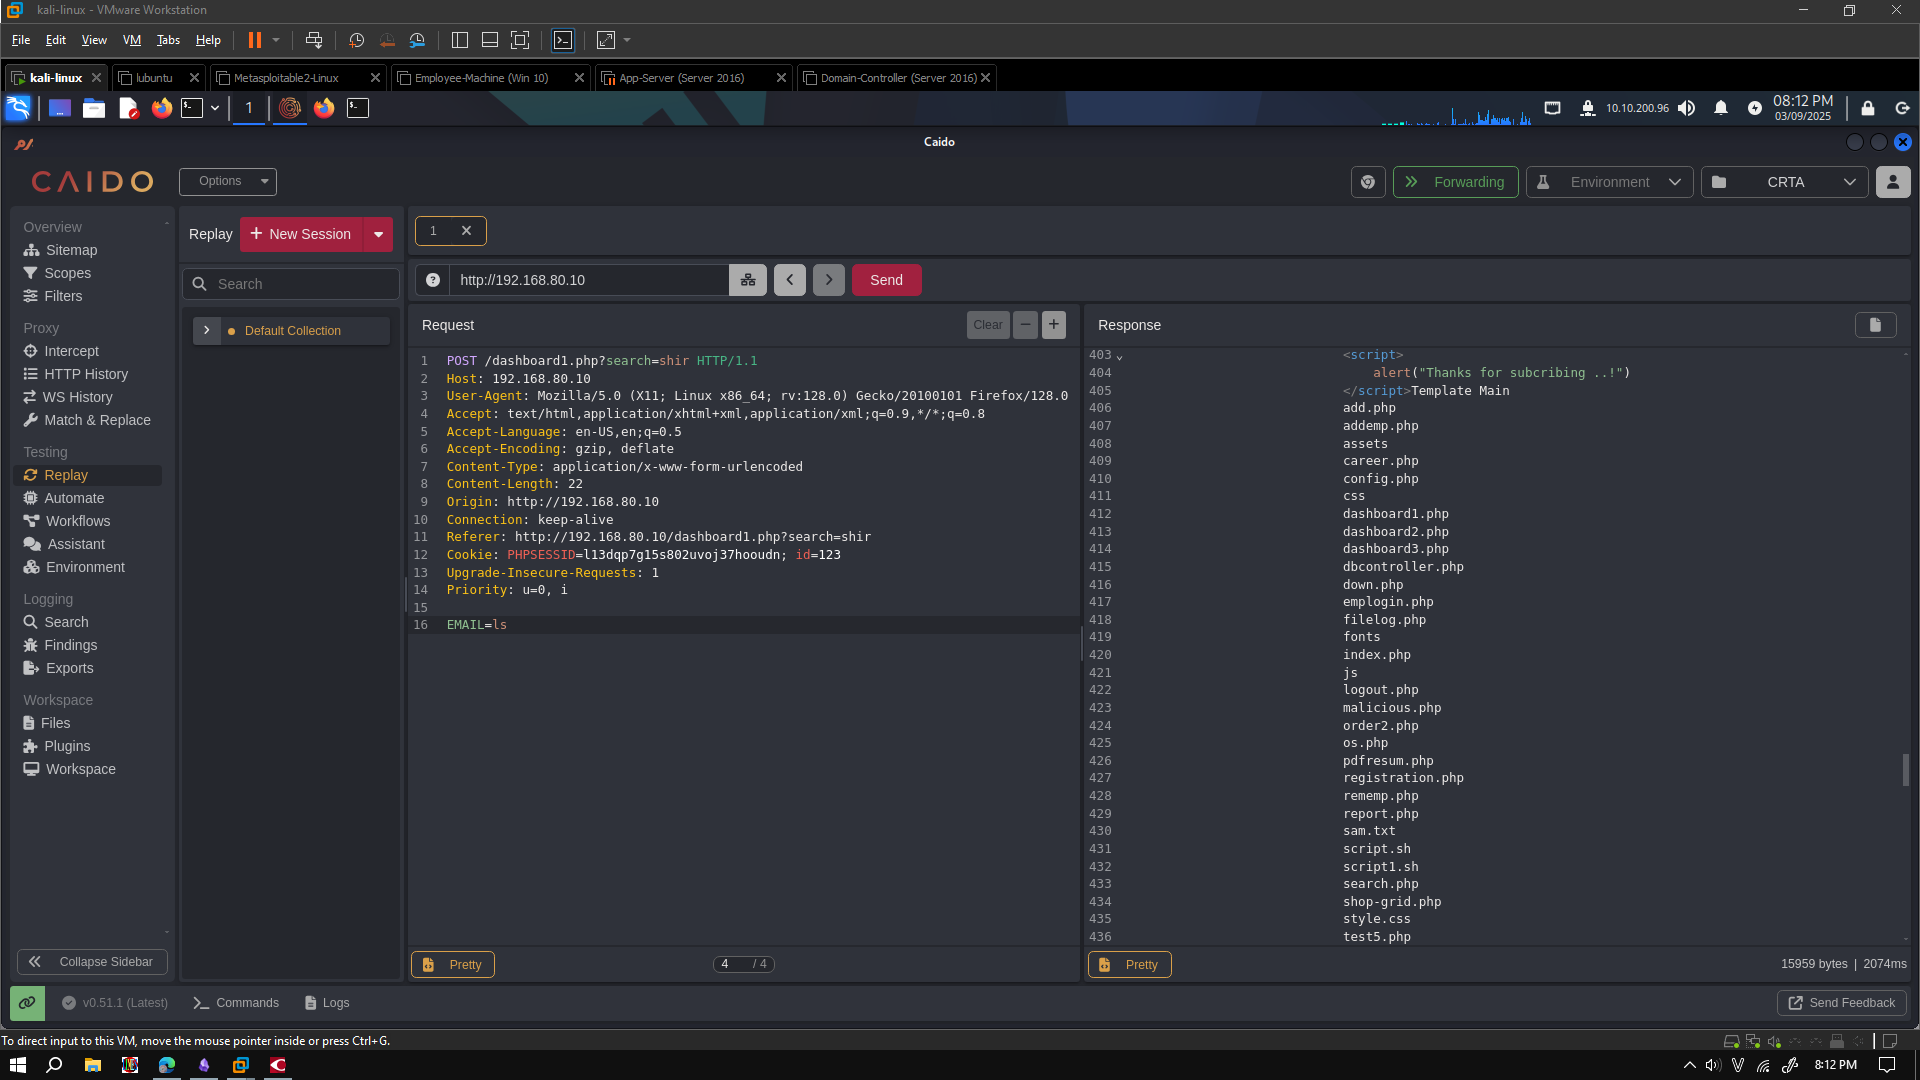 kali-linux - VMware Workstation
File Edit View VM Tabs Help
kali-linux lubuntu Metasploitable2-Linux Employee-Machine (Win 10) App-Server (Server 2016) Domain-Controller (Server 2016)
1 10.10.200.96 08:12 PM
03/09/2025
Caido
CAIDO Options Forwarding Environment CRTA
Overview
Sitemap
Scopes
Filters
Proxy
Intercept
HTTP History
WS History
Match & Replace
Testing
Replay
Automate
Workflows
Assistant
Environment
Logging
Search
Findings
Exports
Workspace
Files
Plugins
Workspace
Collapse Sidebar
Replay + New Session
Search
Default Collection
1
http://192.168.80.10 Send
Request Clear
1 POST /dashboard1.php?search=shir HTTP/1.1
2 Host: 192.168.80.10
3 User-Agent: Mozilla/5.0 (X11; Linux x86_64; rv:128.0) Gecko/20100101 Firefox/128.0
4 Accept: text/html,application/xhtml+xml,application/xml;q=0.9,*/*;q=0.8
5 Accept-Language: en-US,en;q=0.5
6 Accept-Encoding: gzip, deflate
7 Content-Type: application/x-www-form-urlencoded
8 Content-Length: 22
9 Origin: http://192.168.80.10
10 Connection: keep-alive
11 Referer: http://192.168.80.10/dashboard1.php?search=shir
12 Cookie: PHPSESSID=l13dqp7g15s802uvoj37hooudn; id=123
13 Upgrade-Insecure-Requests: 1
14 Priority: u=0, i
15
16 EMAIL=ls
Pretty 4 / 4
Response
403 <script>
404 alert("Thanks for subcribing ..!")
405 </script>Template Main
406 add.php
407 addemp.php
408 assets
409 career.php
410 config.php
411 css
412 dashboard1.php
413 dashboard2.php
414 dashboard3.php
415 dbcontroller.php
416 down.php
417 emplogin.php
418 filelog.php
419 fonts
420 index.php
421 js
422 logout.php
423 malicious.php
424 order2.php
425 os.php
426 pdfresum.php
427 registration.php
428 rememp.php
429 report.php
430 sam.txt
431 script.sh
432 script1.sh
433 search.php
434 shop-grid.php
435 style.css
436 test5.php
Pretty 15959 bytes | 2074ms
v0.51.1 (Latest) Commands Logs Send Feedback
To direct input to this VM, move the mouse pointer inside or press Ctrl+G.
8:12 PM